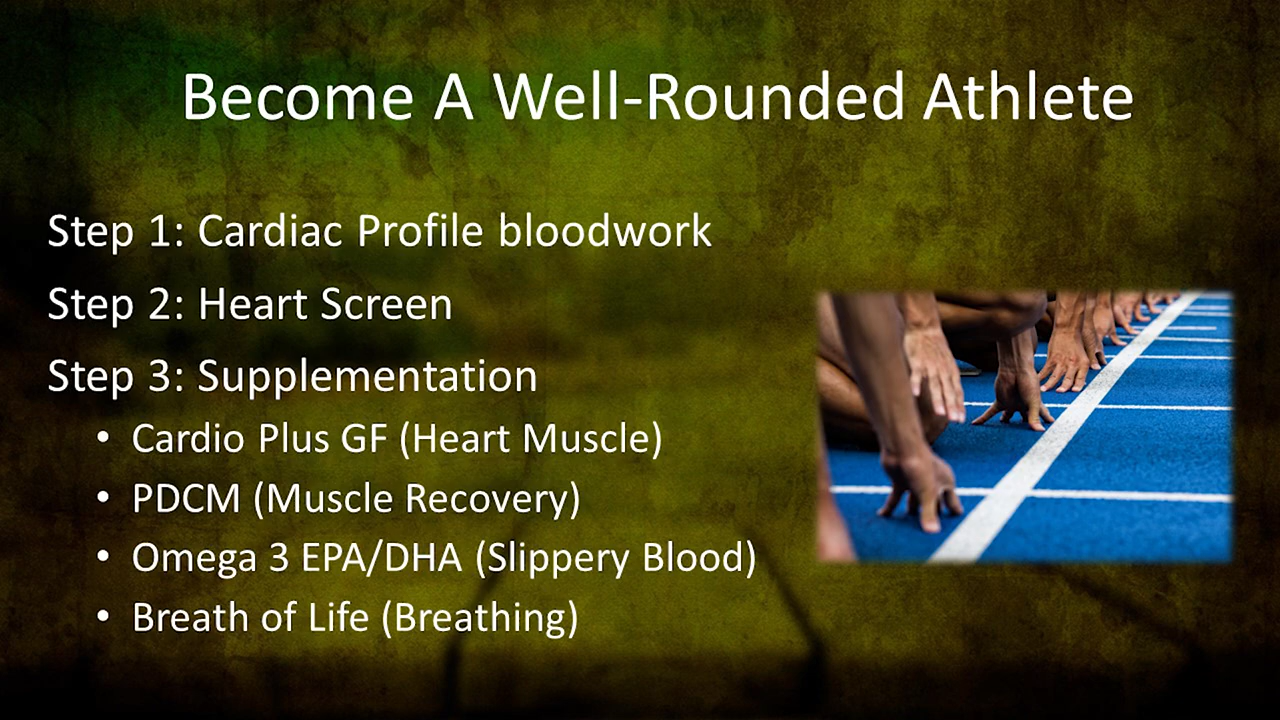 Become A Well-Rounded Athlete
Step 1: Cardiac Profile bloodwork
Step 2: Heart Screen
Step 3: Supplementation
• Cardio Plus GF (Heart Muscle)
• PDCM (Muscle Recovery)
• Omega 3 EPA/DHA (Slippery Blood)
• Breath of Life (Breathing)